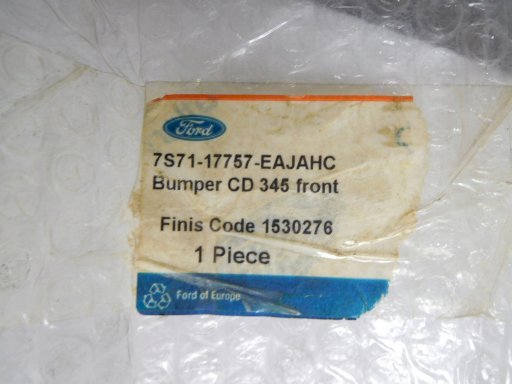 Ford
7S71-17757-EAJAHC
Bumper CD 345 front
Finis Code 1530276
1 Piece
Ford of Europe